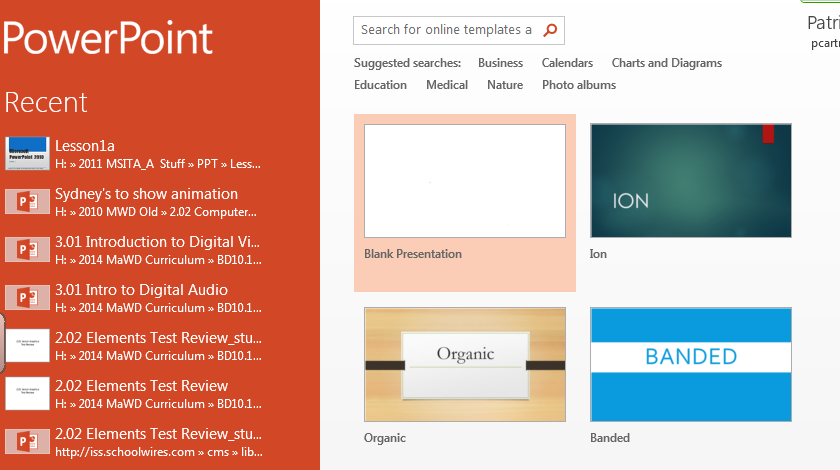 PowerPoint
Recent
Lesson1a
H: » 2011 MSITA_A Stuff » PPT » Less...
Sydney's to show animation
H: » 2010 MWD Old » 2.02 Computer...
3.01 Introduction to Digital Vi...
H: » 2014 MaWD Curriculum » BD10.1...
3.01 Intro to Digital Audio
H: » 2014 MaWD Curriculum » BD10.1...
2.02 Elements Test Review_stu...
H: » 2014 MaWD Curriculum » BD10.1...
2.02 Elements Test Review
H: » 2014 MaWD Curriculum » BD10.1...
2.02 Elements Test Review_stu...
http://iss.schoolwires.com » cms » lib...
Search for online templates a
Suggested searches: Business Calendars Charts and Diagrams
Education Medical Nature Photo albums
Patri
pcartn
Blank Presentation
ION
Ion
Organic
Organic
BANDED
Banded